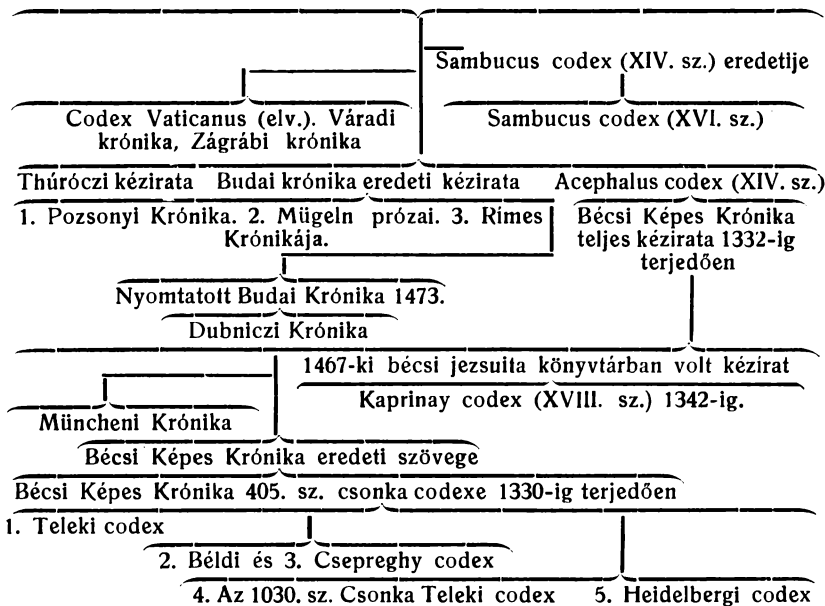 Sambucus codex (XIV. sz.) eredetije
Codex Vaticanus (elv.). Váradi
krónika, Zágrábi krónika
Sambucus codex (XVI. sz.)
Thúróczi kézirata Budai krónika eredeti kézirata Acephalus codex (XIV. sz.)
1. Pozsonyi Krónika. 2. Mügeln prózai. 3. Rímes
Krónikája.
Bécsi Képes Krónika
teljes kézirata 1332-ig
terjedően
Nyomtatott Budai Krónika 1473.
Dubniczi Krónika
1467-ki bécsi jezsuita könyvtárban volt kézírat
Kaprinay codex (XVIII. sz.) 1342-ig.
Müncheni Krónika
Bécsi Képes Krónika eredeti szövege
Bécsi Képes Krónika 405. sz. csonka codexe 1330-ig terjedően
1. Teleki codex
2. Béldi és 3. Csepreghy codex
4. Az 1030. sz. Csonka Teleki codex 5. Heidelbergi codex